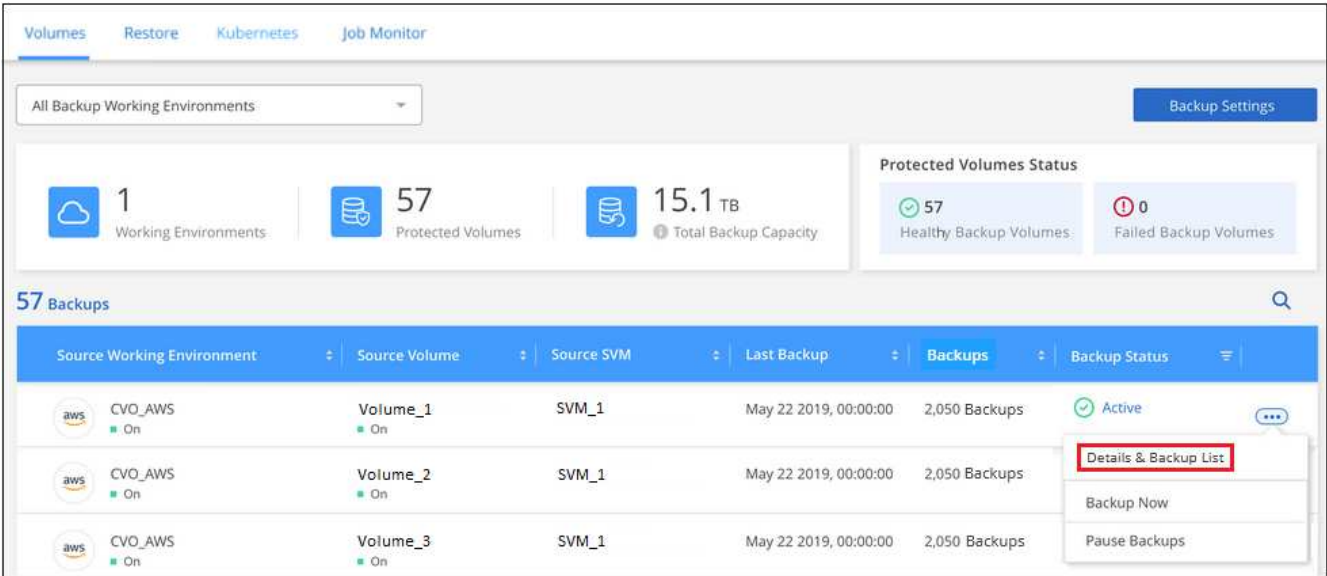 Volumes Restore Kubernetes Job Monitor
All Backup Working Environments
Backup Settings
1
Working Environments
57
Protected Volumes
15.1 TB
Total Backup Capacity
Protected Volumes Status
57
Healthy Backup Volumes
0
Failed Backup Volumes
57 Backups
Source Working Environment Source Volume Source SVM Last Backup Backups Backup Status
aws CVO_AWS Volume_1 SVM_1 May 22 2019, 00:00:00 2,050 Backups Active
On On
Details & Backup List
aws CVO_AWS Volume_2 SVM_1 May 22 2019, 00:00:00 2,050 Backups
On On
Backup Now
Pause Backups
aws CVO_AWS Volume_3 SVM_1 May 22 2019, 00:00:00 2,050 Backups
On On